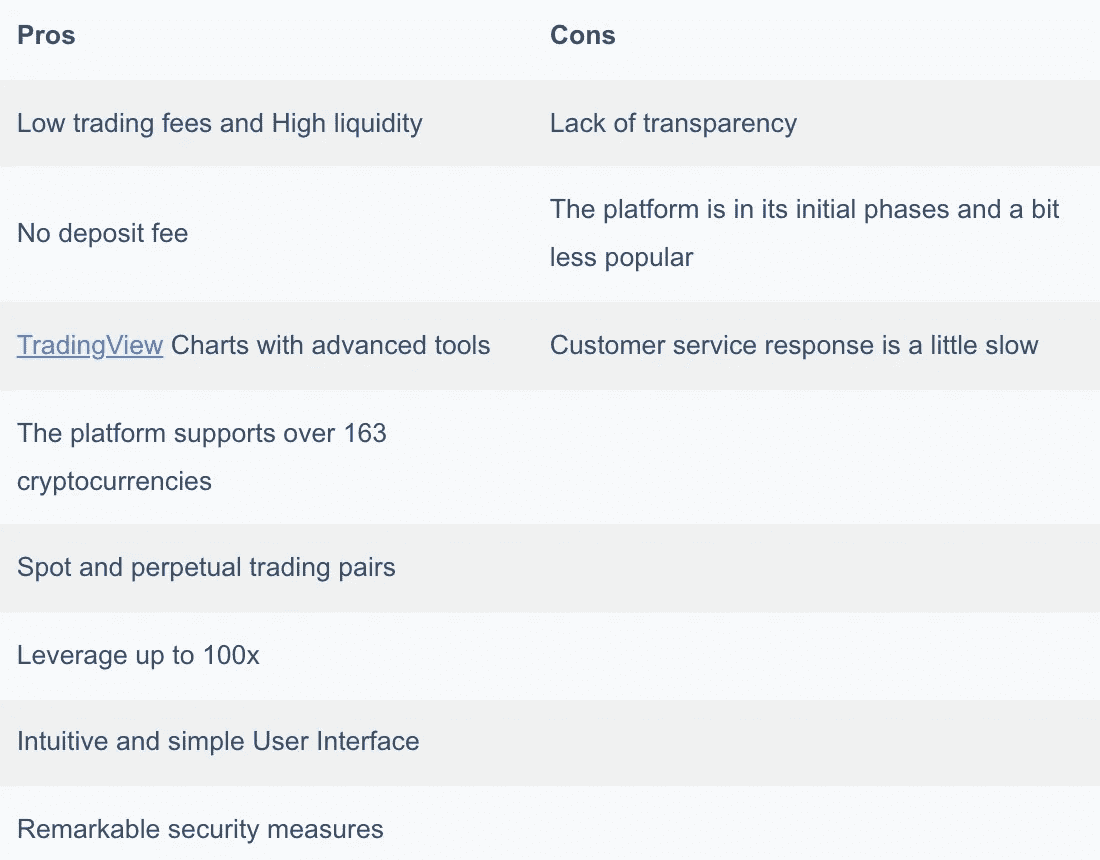 Pros Cons
Low trading fees and High liquidity Lack of transparency
No deposit fee The platform is in its initial phases and a bit
less popular
TradingView Charts with advanced tools Customer service response is a little slow
The platform supports over 163
cryptocurrencies
Spot and perpetual trading pairs
Leverage up to 100x
Intuitive and simple User Interface
Remarkable security measures